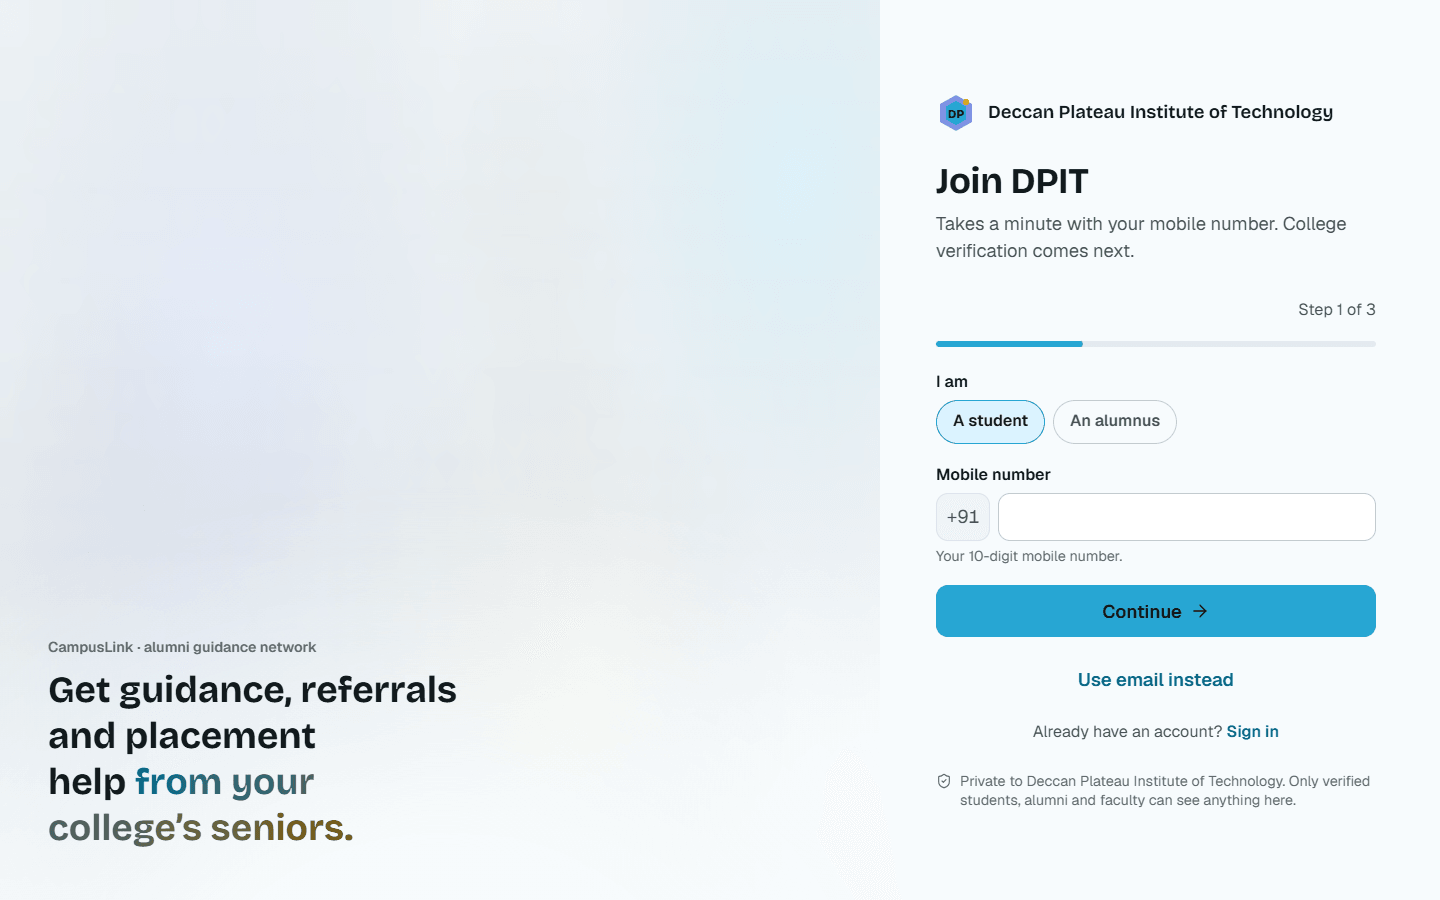 CampusLink · alumni guidance network
Get guidance, referrals
and placement
help from your
college’s seniors.
DP
Deccan Plateau Institute of Technology
Join DPIT
Takes a minute with your mobile number. College
verification comes next.
Step 1 of 3
I am
A student
An alumnus
Mobile number
+91
Your 10-digit mobile number.
Continue →
Use email instead
Already have an account? Sign in
Private to Deccan Plateau Institute of Technology. Only verified
students, alumni and faculty can see anything here.